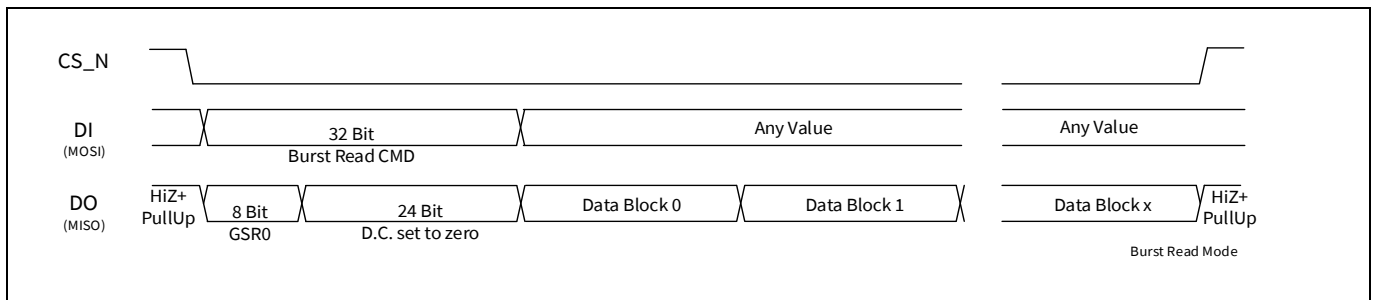 CS_N
DI
(MOSI)
32 Bit
Burst Read CMD
Any Value
Any Value
DO
(MISO)
HiZ+
PullUp
8 Bit
GSR0
24 Bit
D.C. set to zero
Data Block 0
Data Block 1
Data Block x
HiZ+
PullUp
Burst Read Mode